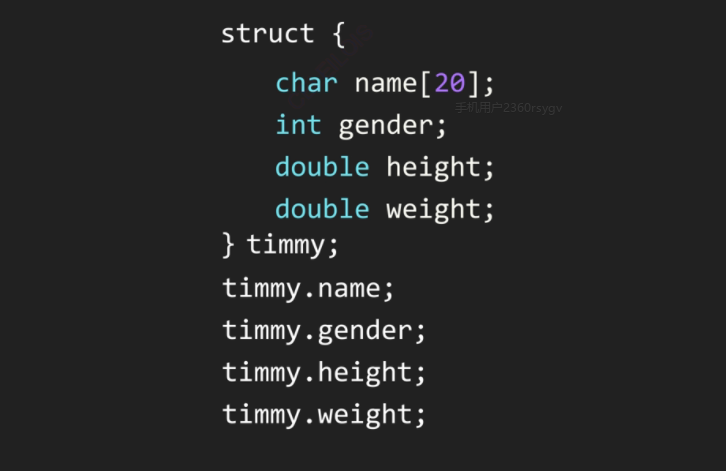 struct {
char name[20];
手机用户2360rsygv
int gender;
double height;
double weight;
} timmy;
timmy.name;
timmy.gender;
timmy.height;
timmy.weight;